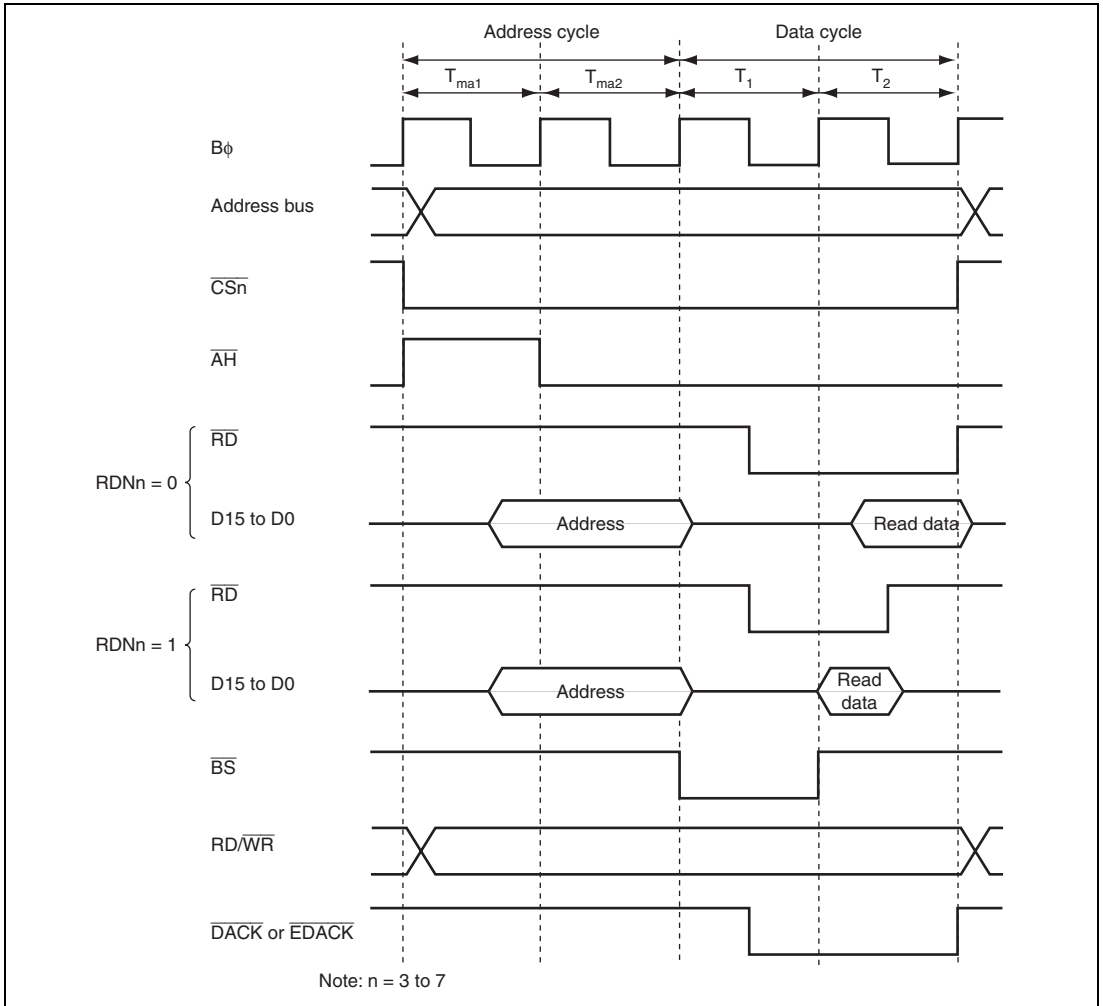 Address cycle Data cycle
Tma1 Tma2 T1 T2
Bϕ
Address bus
CSn
AH
RD
RDNn = 0
D15 to D0 Address Read data
RD
RDNn = 1
D15 to D0 Address Read
data
BS
RD/WR
DACK or EDACK
Note: n = 3 to 7